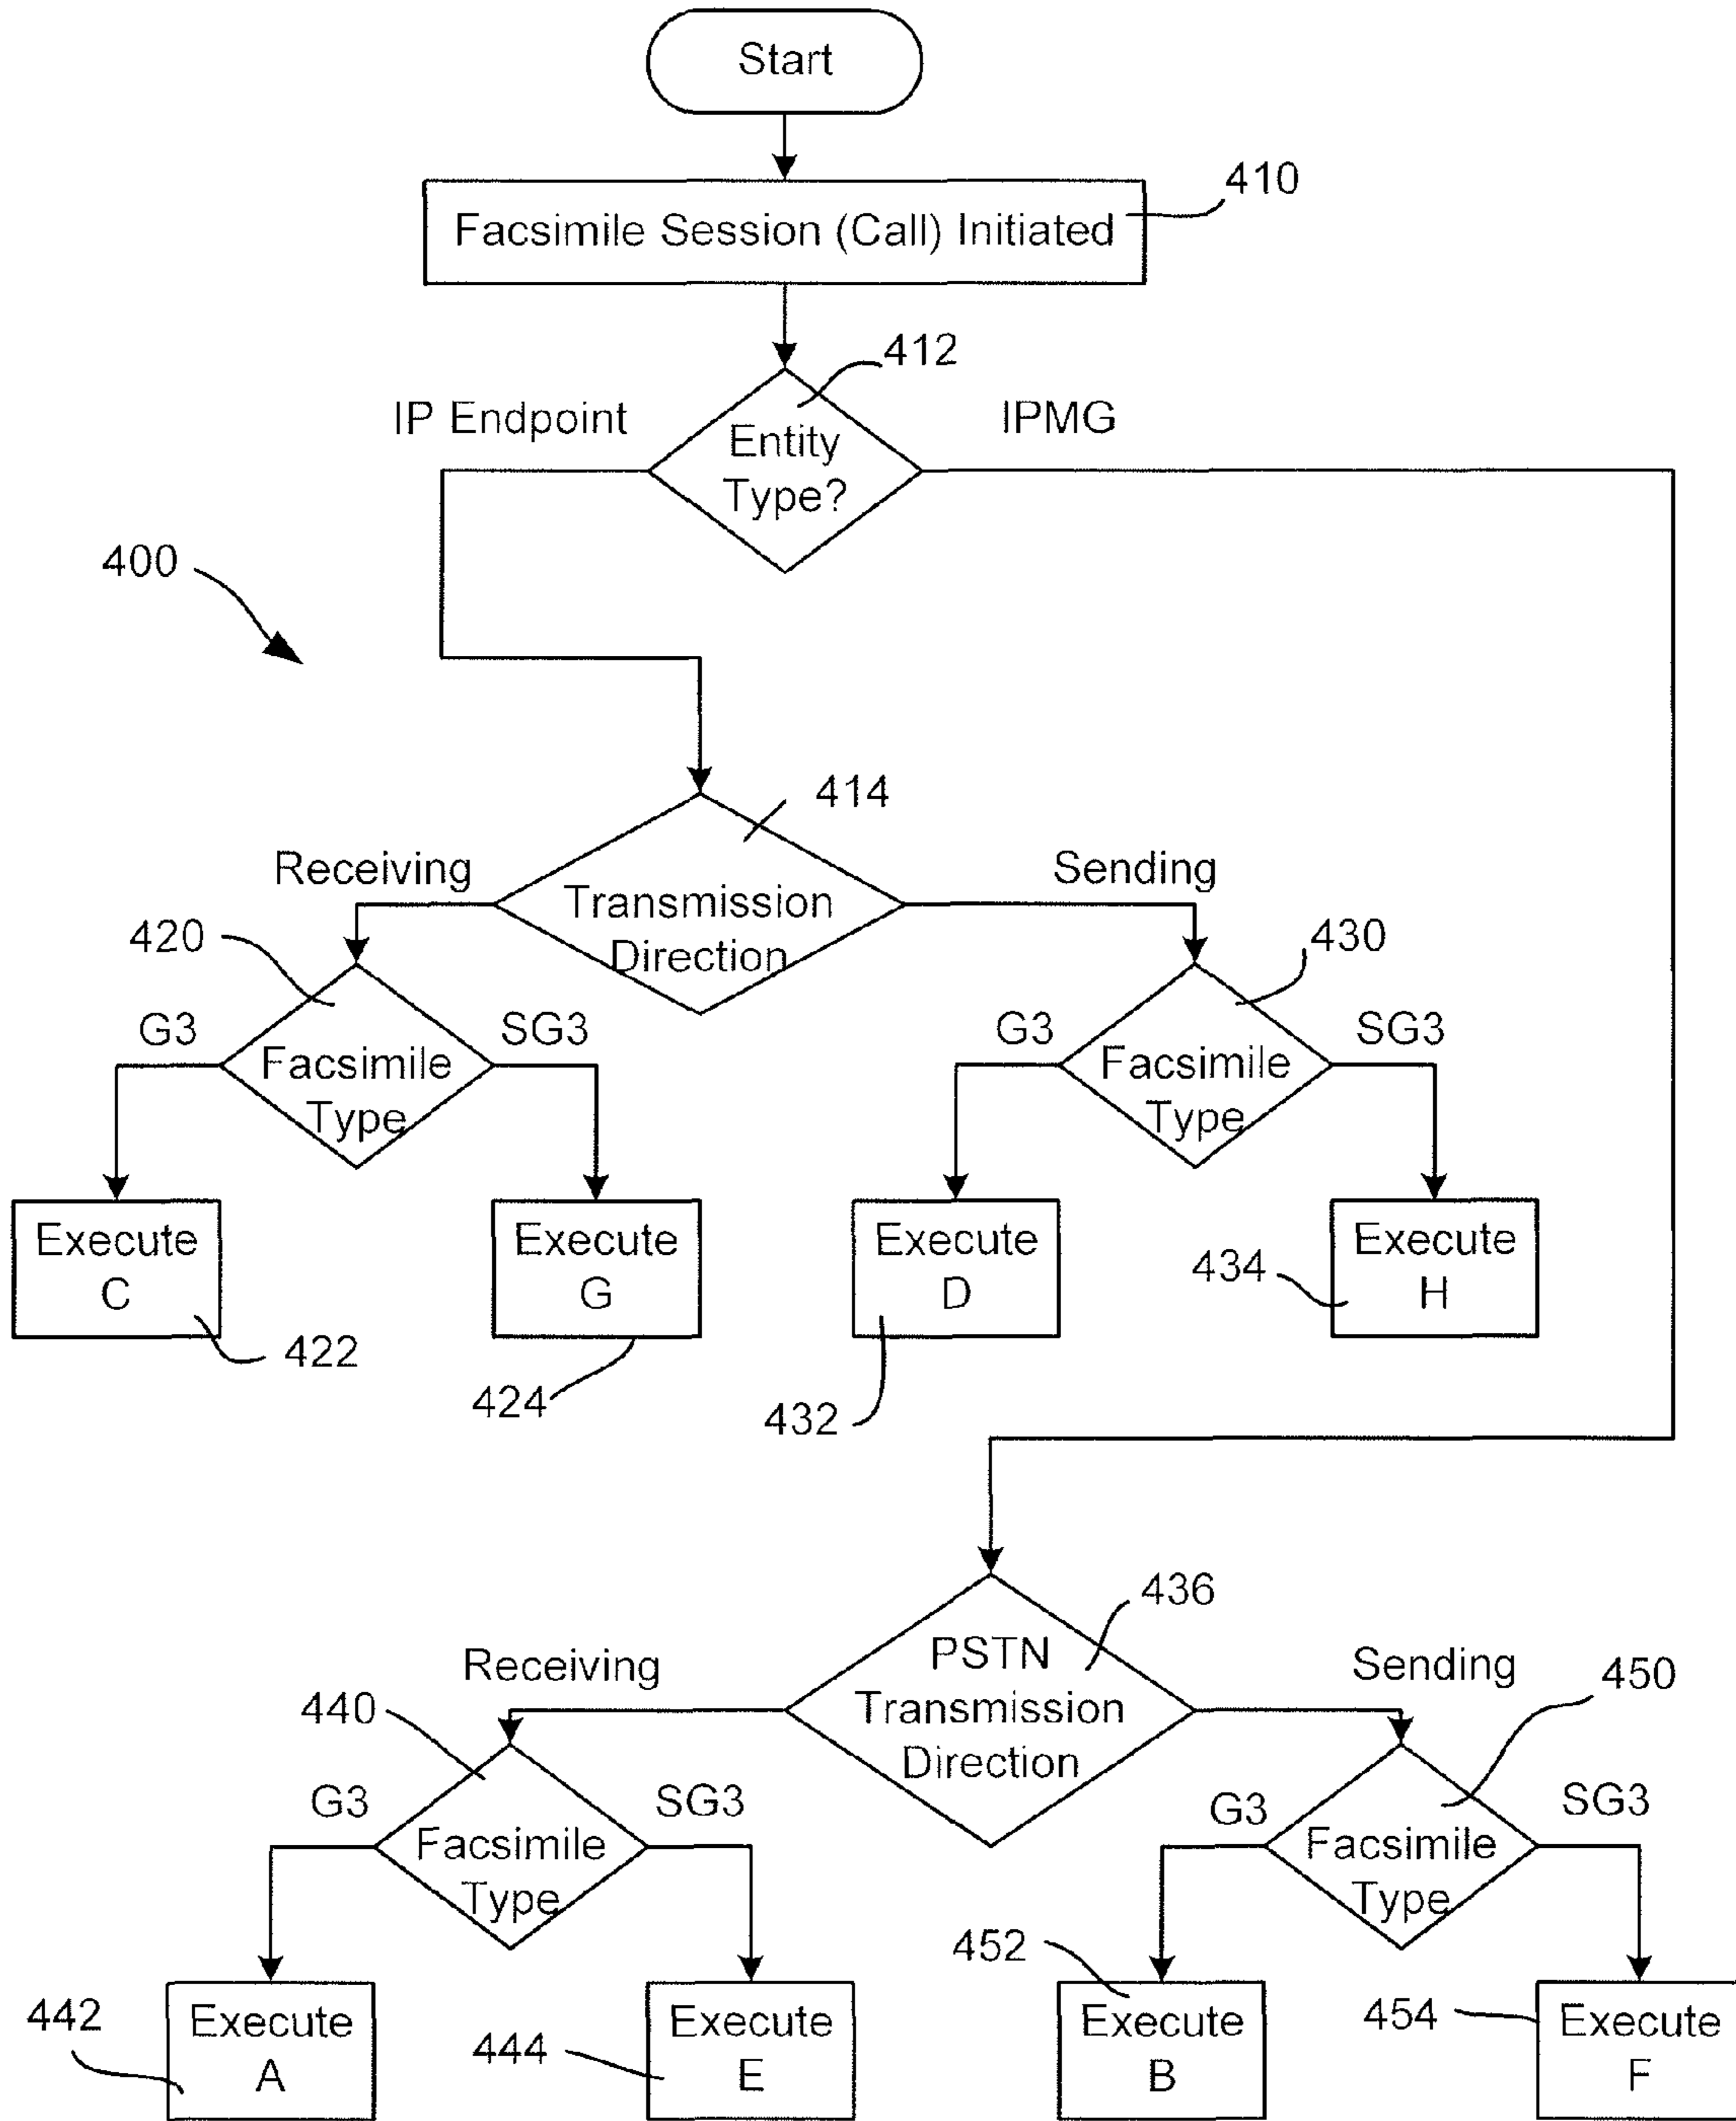 Start
410
Facsimile Session (Call) Initiated
412
IP Endpoint
IPMG
Entity
Type?
400
414
Receiving
Sending
Transmission
Direction
420
430
G3
SG3
G3
SG3
Facsimile
Type
Facsimile
Type
Execute
C
Execute
G
Execute
D
Execute
H
434
422
424
432
436
Receiving
PSTN
Transmission
Direction
Sending
450
440
G3
SG3
G3
SG3
Facsimile
Type
Facsimile
Type
452
442
Execute
A
444
Execute
E
Execute
B
454
Execute
F